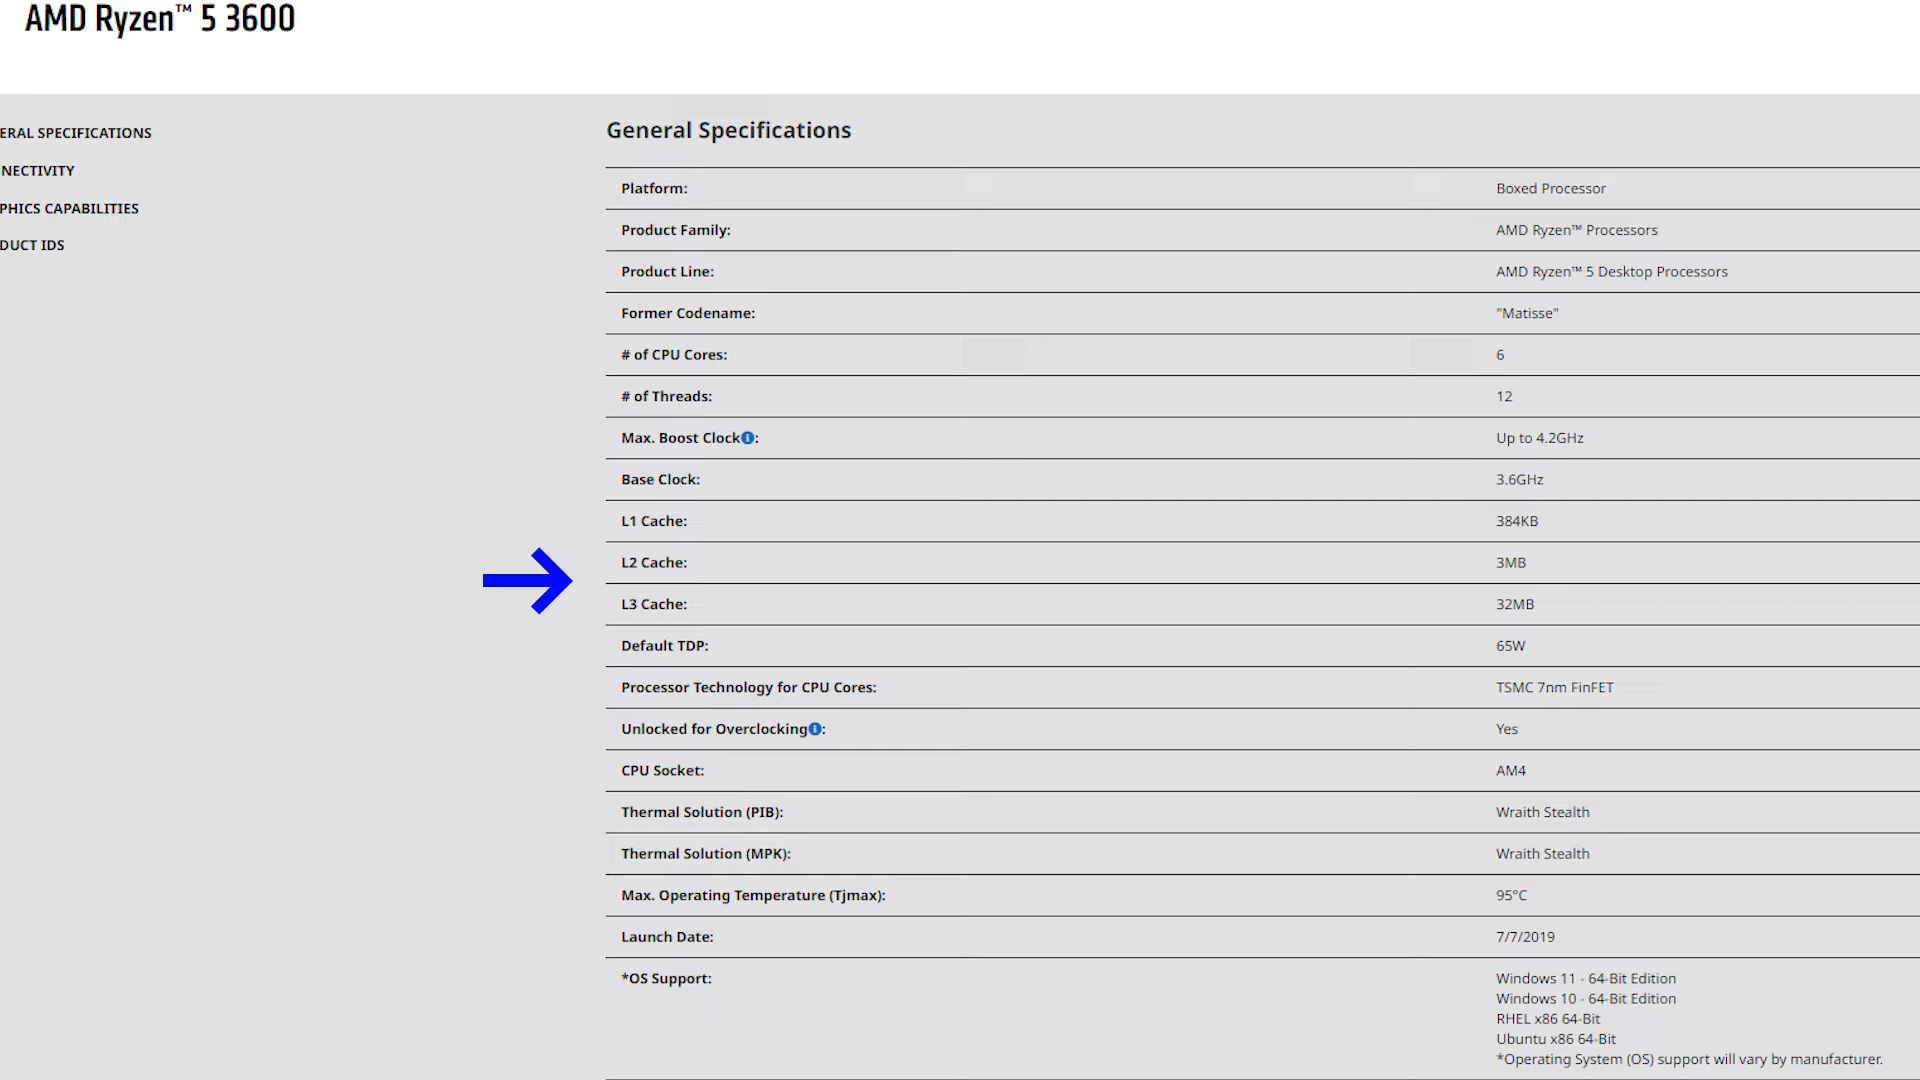 AMD Ryzen™ 5 3600
ERAL SPECIFICATIONS
NECTIVITY
PHICS CAPABILITIES
DUCT IDS
General Specifications
Platform: Boxed Processor
Product Family: AMD Ryzen™ Processors
Product Line: AMD Ryzen™ 5 Desktop Processors
Former Codename: "Matisse"
# of CPU Cores: 6
# of Threads: 12
Max. Boost Clock: Up to 4.2GHz
Base Clock: 3.6GHz
L1 Cache: 384KB
L2 Cache: 3MB
L3 Cache: 32MB
Default TDP: 65W
Processor Technology for CPU Cores: TSMC 7nm FinFET
Unlocked for Overclocking: Yes
CPU Socket: AM4
Thermal Solution (PIB): Wraith Stealth
Thermal Solution (MPK): Wraith Stealth
Max. Operating Temperature (Tjmax): 95°C
Launch Date: 7/7/2019
*OS Support: Windows 11 - 64-Bit Edition
Windows 10 - 64-Bit Edition
RHEL x86 64-Bit
Ubuntu x86 64-Bit
*Operating System (OS) support will vary by manufacturer.